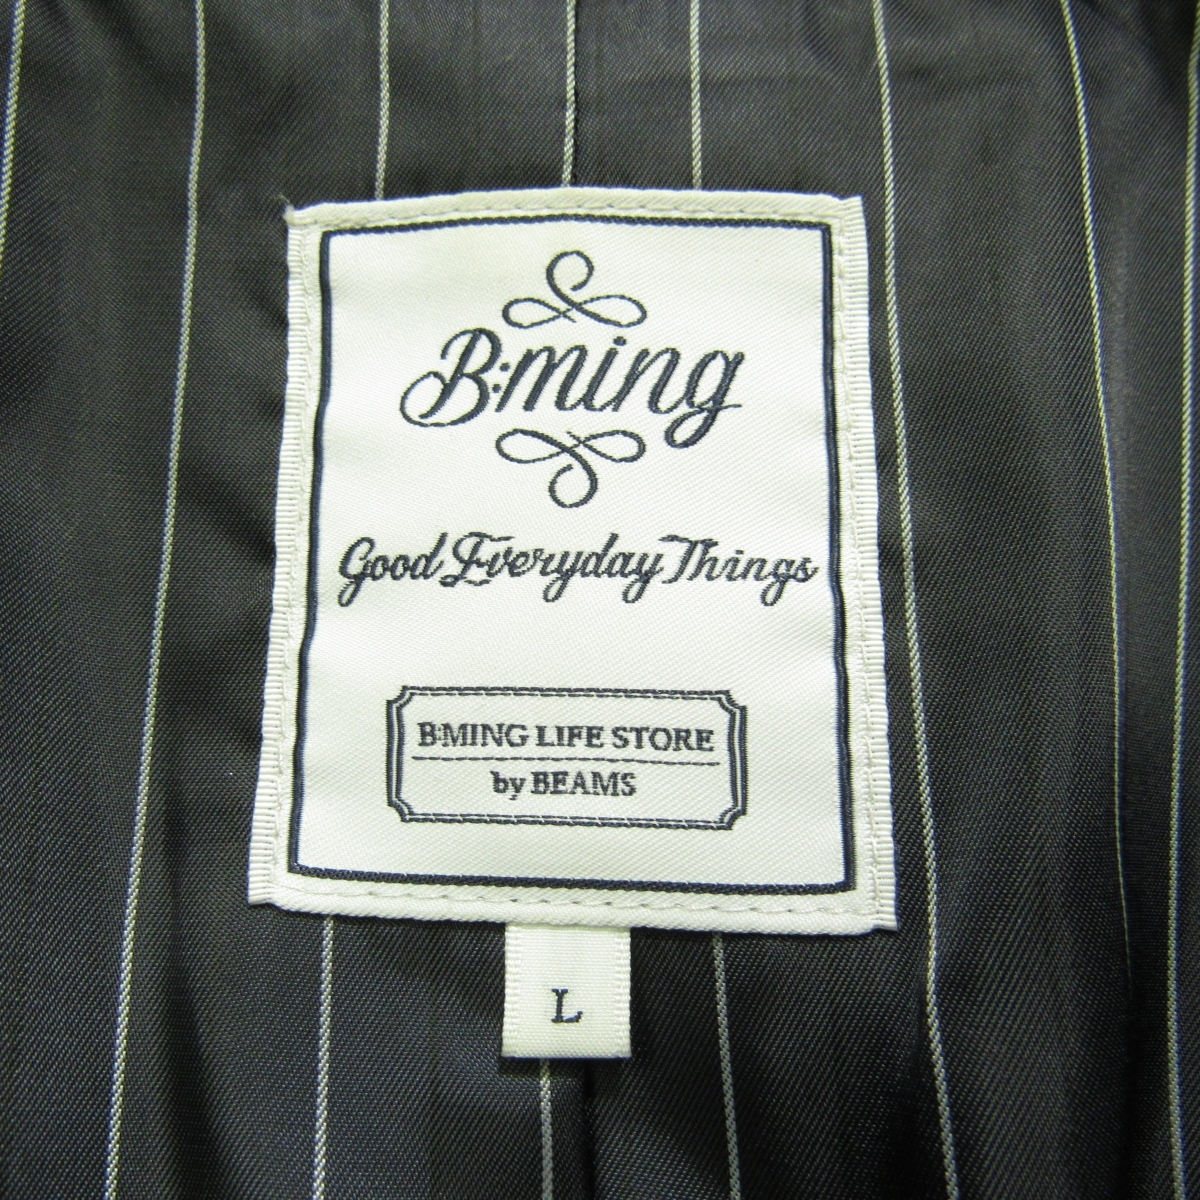 B:ming
Good Everyday Things
B:MING LIFE STORE
by BEAMS
L